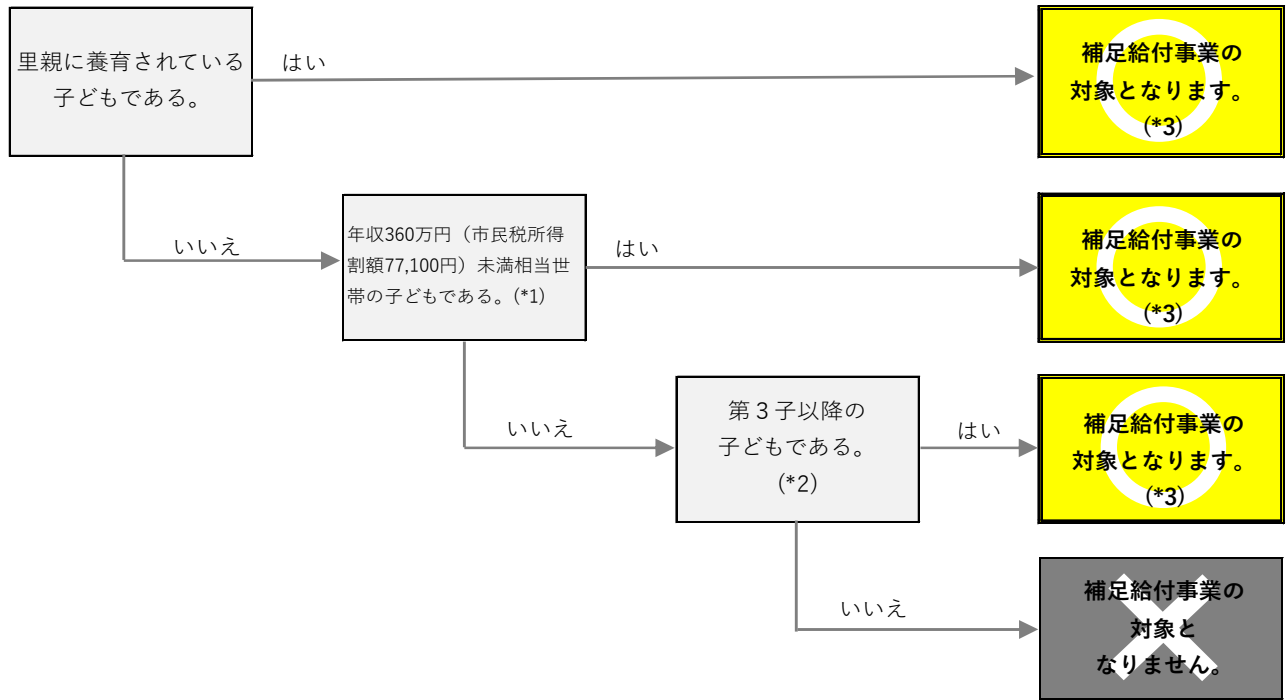 里親に養育されている
子どもである。
はい
補足給付事業の
対象となります。
(*3)
いいえ
年収360万円（市民税所得
割額77,100円）未満相当世
帯の子どもである。(*1)
はい
補足給付事業の
対象となります。
(*3)
いいえ
第３子以降の
子どもである。
(*2)
はい
補足給付事業の
対象となります。
(*3)
いいえ
補足給付事業の
対象と
なりません。